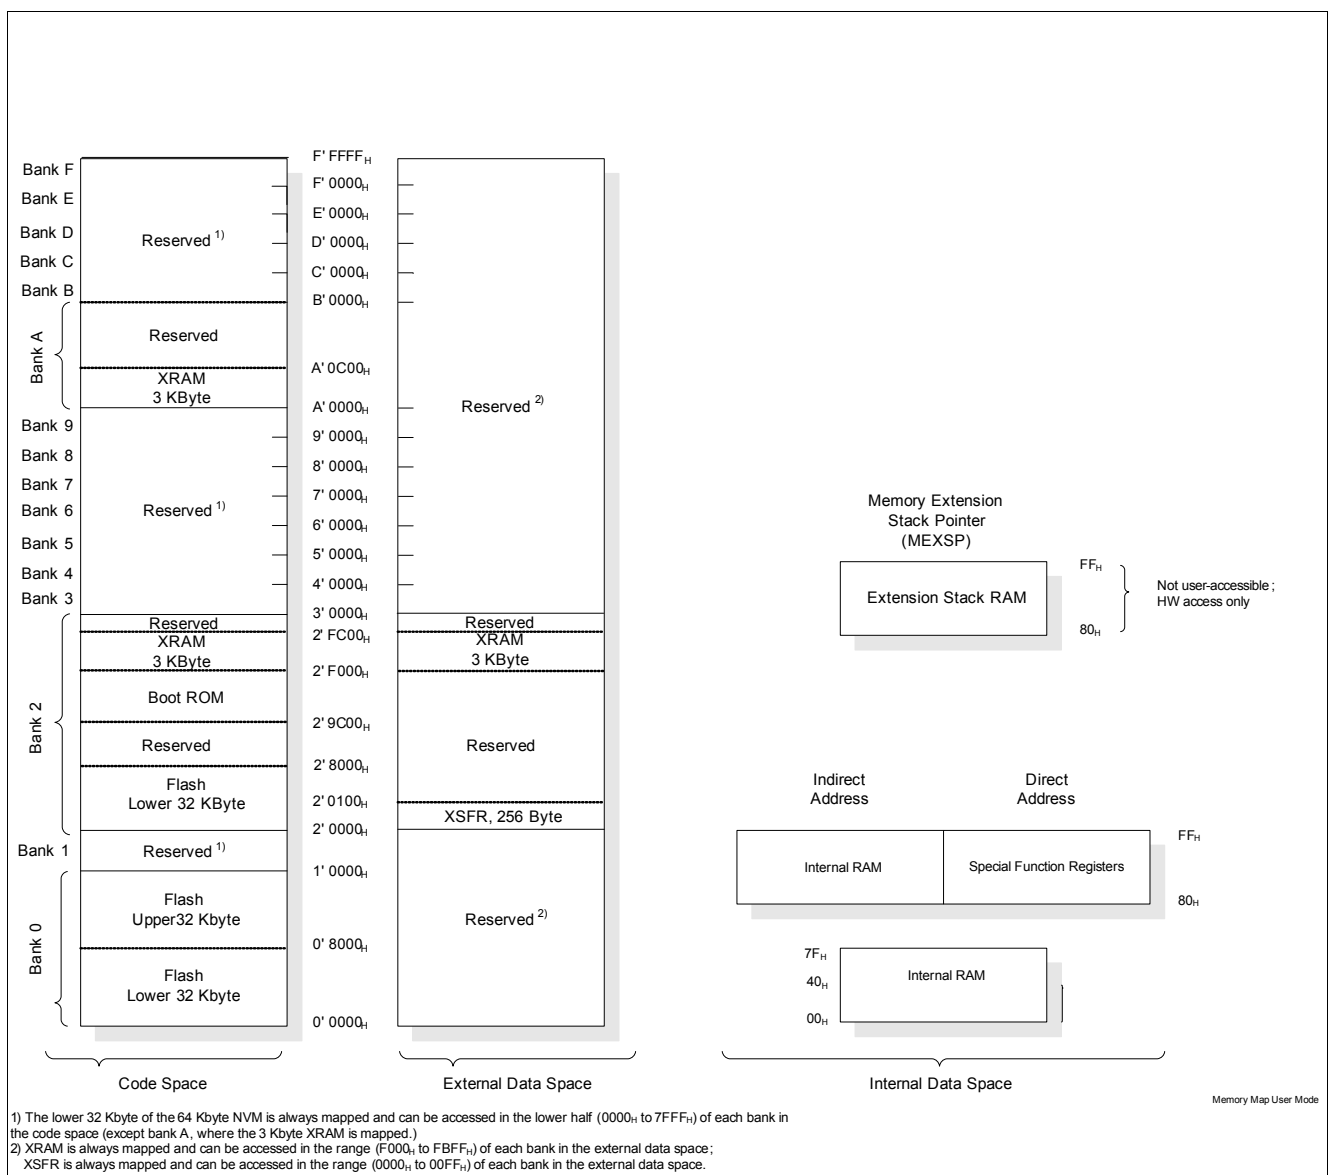 Bank F
Bank E
Bank D
Bank C
Bank B
Bank A
Bank 9
Bank 8
Bank 7
Bank 6
Bank 5
Bank 4
Bank 3
Bank 2
Bank 1
Bank 0
Reserved 1)
Reserved
XRAM
3 KByte
Reserved 1)
Reserved
XRAM
3 KByte
Boot ROM
Reserved
Flash
Lower 32 KByte
Reserved 1)
Flash
Upper32 Kbyte
Flash
Lower 32 Kbyte
F' FFFFH
F' 0000H
E' 0000H
D' 0000H
C' 0000H
B' 0000H
A' 0C00H
A' 0000H
9' 0000H
8' 0000H
7' 0000H
6' 0000H
5' 0000H
4' 0000H
3' 0000H
2' FC00H
2' F000H
2' 9C00H
2' 8000H
2' 0100H
2' 0000H
1' 0000H
0' 8000H
0' 0000H
Reserved 2)
Reserved
XRAM
3 KByte
Reserved
XSFR, 256 Byte
Reserved 2)
Memory Extension
Stack Pointer
(MEXSP)
Extension Stack RAM
FFH
80H
Not user-accessible;
HW access only
Indirect
Address
Direct
Address
Internal RAM
Special Function Registers
FFH
80H
7FH
40H
00H
Internal RAM
Code Space
External Data Space
Internal Data Space
Memory Map User Mode
1) The lower 32 Kbyte of the 64 Kbyte NVM is always mapped and can be accessed in the lower half (0000H to 7FFFH) of each bank in
the code space (except bank A, where the 3 Kbyte XRAM is mapped.)
2) XRAM is always mapped and can be accessed in the range (F000H to FBFFH) of each bank in the external data space;
XSFR is always mapped and can be accessed in the range (0000H to 00FFH) of each bank in the external data space.